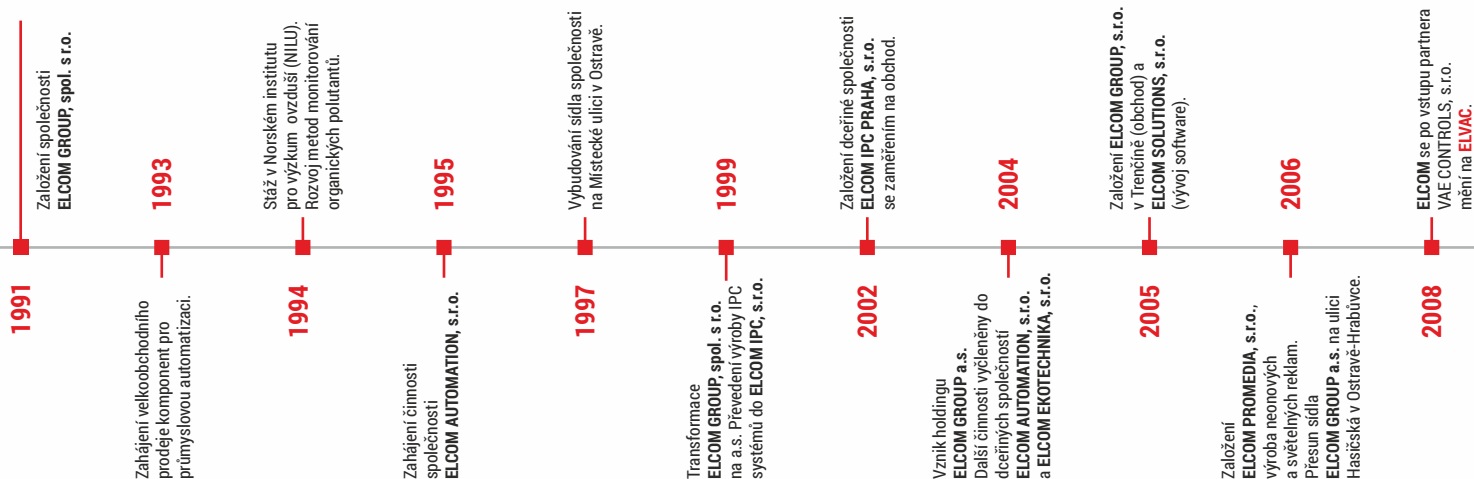 1991
Založení společnosti
ELCOM GROUP, spol. s r.o.
1993
Zahájení velkoobchodního
prodeje komponent pro
průmyslovou automatizaci.
1994
Stáž v Norském institutu
pro výzkum ovzduší (NILU).
Rozvoj metod monitorování
organických polutantů.
1995
Zahájení činnosti
společnosti
ELCOM AUTOMATION, s.r.o.
1997
Vybudování sídla společnosti
na Místecké ulici v Ostravě.
1999
Transformace
ELCOM GROUP, spol. s r.o.
na a.s. Převedení výroby IPC
systémů do ELCOM IPC, s.r.o.
2002
Založení dceřiné společnosti
ELCOM IPC PRAHA, s.r.o.
se zaměřením na obchod.
2004
Vznik holdingu
ELCOM GROUP a.s.
Další činnosti vyčleněny do
dceřiných společností
ELCOM AUTOMATION, s.r.o.
a ELCOM EKOTECHNIKA, s.r.o.
2005
Založení ELCOM GROUP, s.r.o.
v Trenčíně (obchod) a
ELCOM SOLUTIONS, s.r.o.
(vývoj software).
2006
Založení
ELCOM PROMEDIA, s.r.o.,
výroba neonových
a světelných reklam.
Přesun sídla
ELCOM GROUP a.s. na ulici
Hasičská v Ostravě-Hrabůvce.
2008
ELCOM se po vstupu partnera
VAE CONTROLS, s.r.o.
mění na ELVAC.